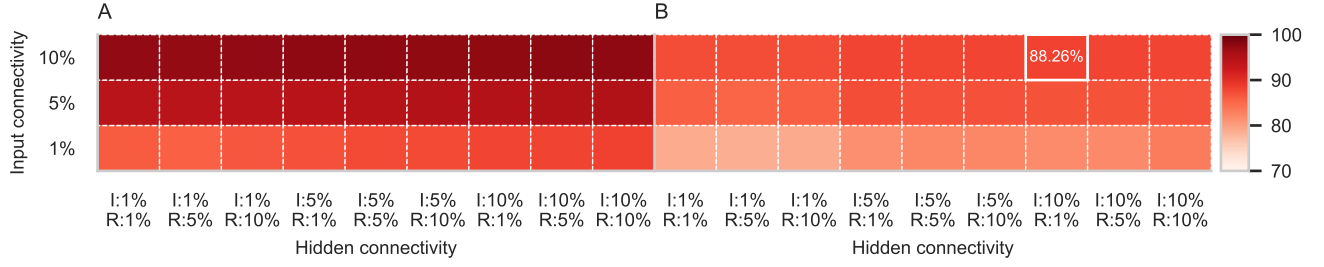 A
B
Input connectivity
10%
5%
1%
88.26%
100
90
80
70
I:1% I:1% I:1% I:5% I:5% I:5% I:10% I:10% I:10% I:1% I:1% I:1% I:5% I:5% I:5% I:10% I:10% I:10%
R:1% R:5% R:10% R:1% R:5% R:10% R:1% R:5% R:10% R:1% R:5% R:10% R:1% R:5% R:10% R:1% R:5% R:10%
Hidden connectivity
Hidden connectivity